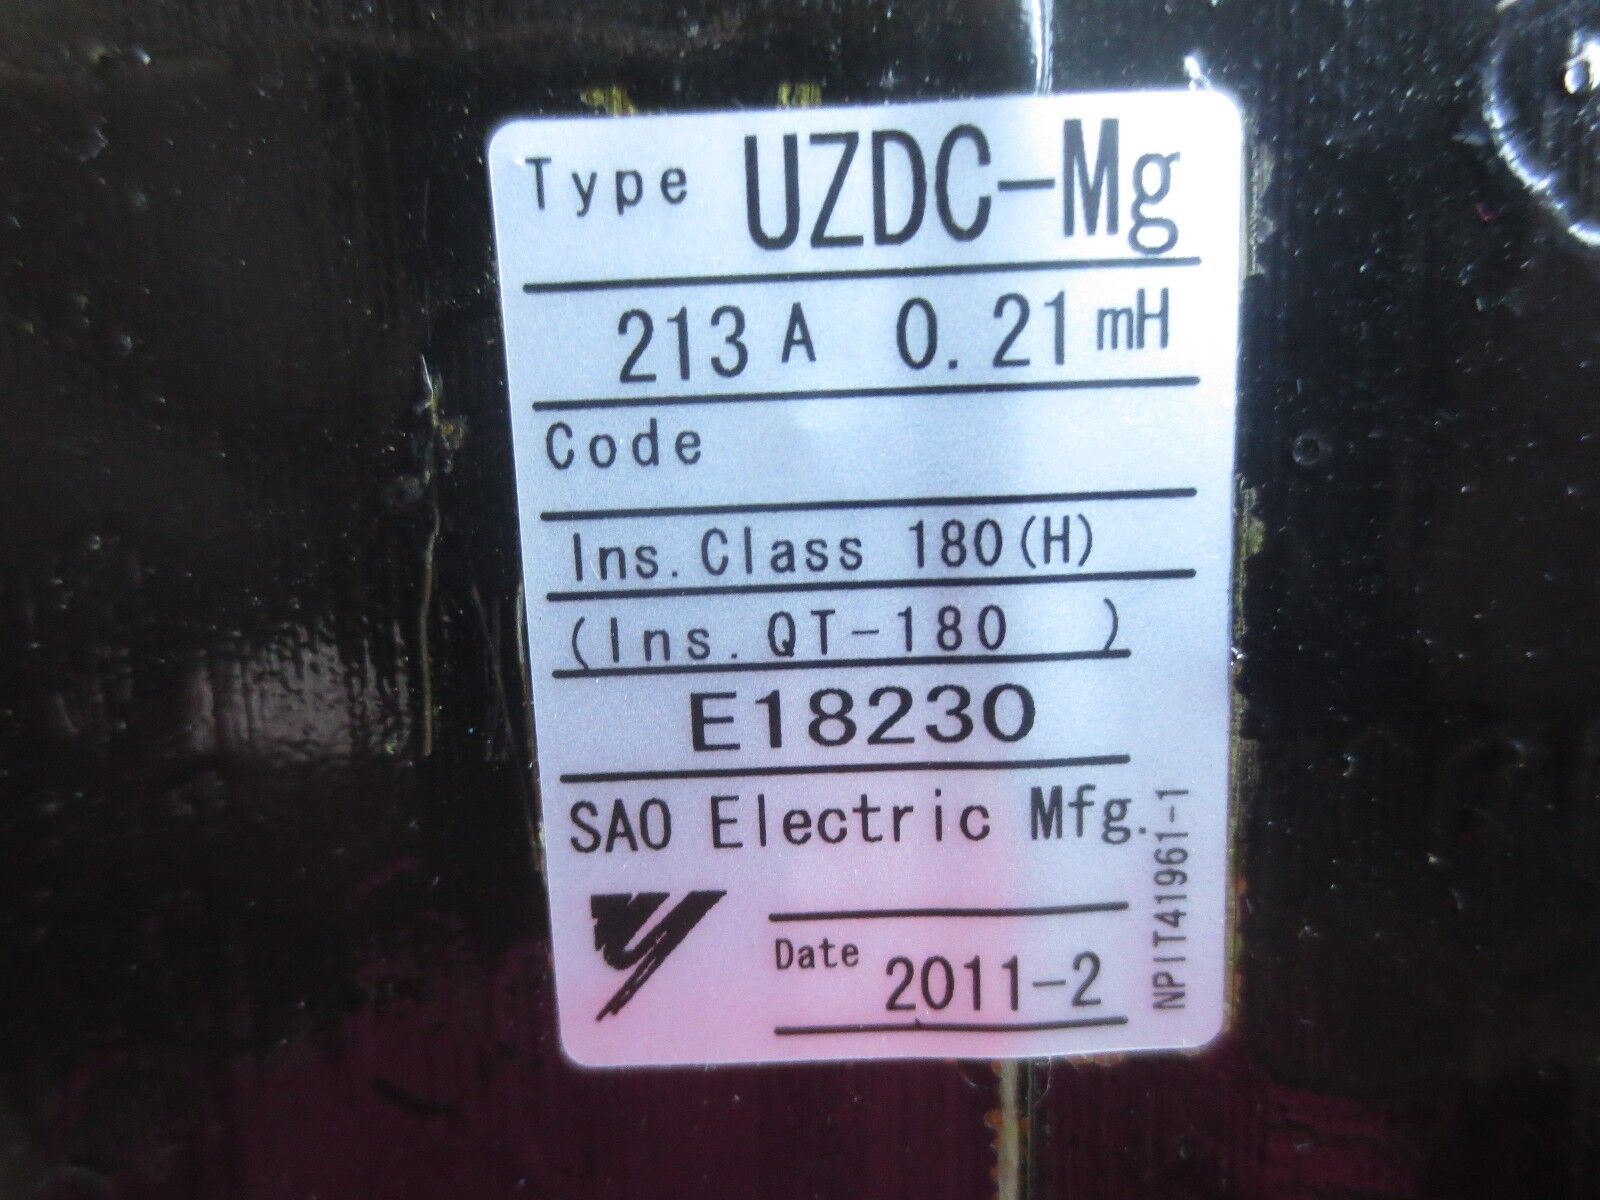 Type UZDC-Mg
213 A 0.21 mH
Code
Ins. Class 180(H)
(Ins. QT-180 )
E18230
SAO Electric Mfg.
Date 2011-2
NPIT41961-1